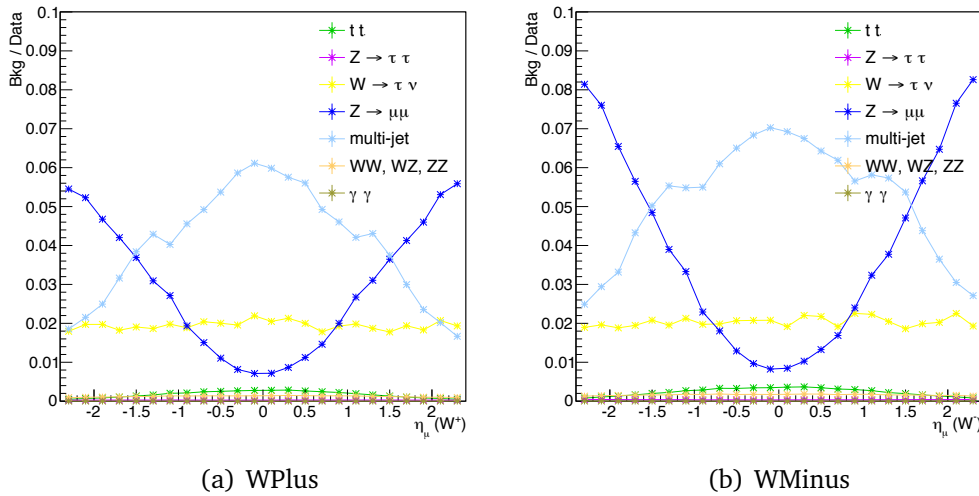 Bkg / Data
0.1
0.09
0.08
0.07
0.06
0.05
0.04
0.03
0.02
0.01
0
-2 -1.5 -1 -0.5 0 0.5 1 1.5 2
ημ(W⁺)
t t
Z → τ τ
W → τ ν
Z → μμ
multi-jet
WW, WZ, ZZ
γ γ
(a) WPlus
Bkg / Data
0.1
0.09
0.08
0.07
0.06
0.05
0.04
0.03
0.02
0.01
0
-2 -1.5 -1 -0.5 0 0.5 1 1.5 2
ημ(W⁻)
t t
Z → τ τ
W → τ ν
Z → μμ
multi-jet
WW, WZ, ZZ
γ γ
(b) WMinus